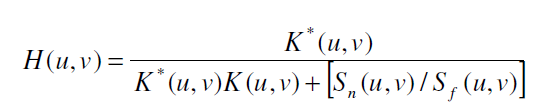 H(u,v) = K*(u,v) / K*(u,v)K(u,v) + [S_n(u,v) / S_f(u,v)]